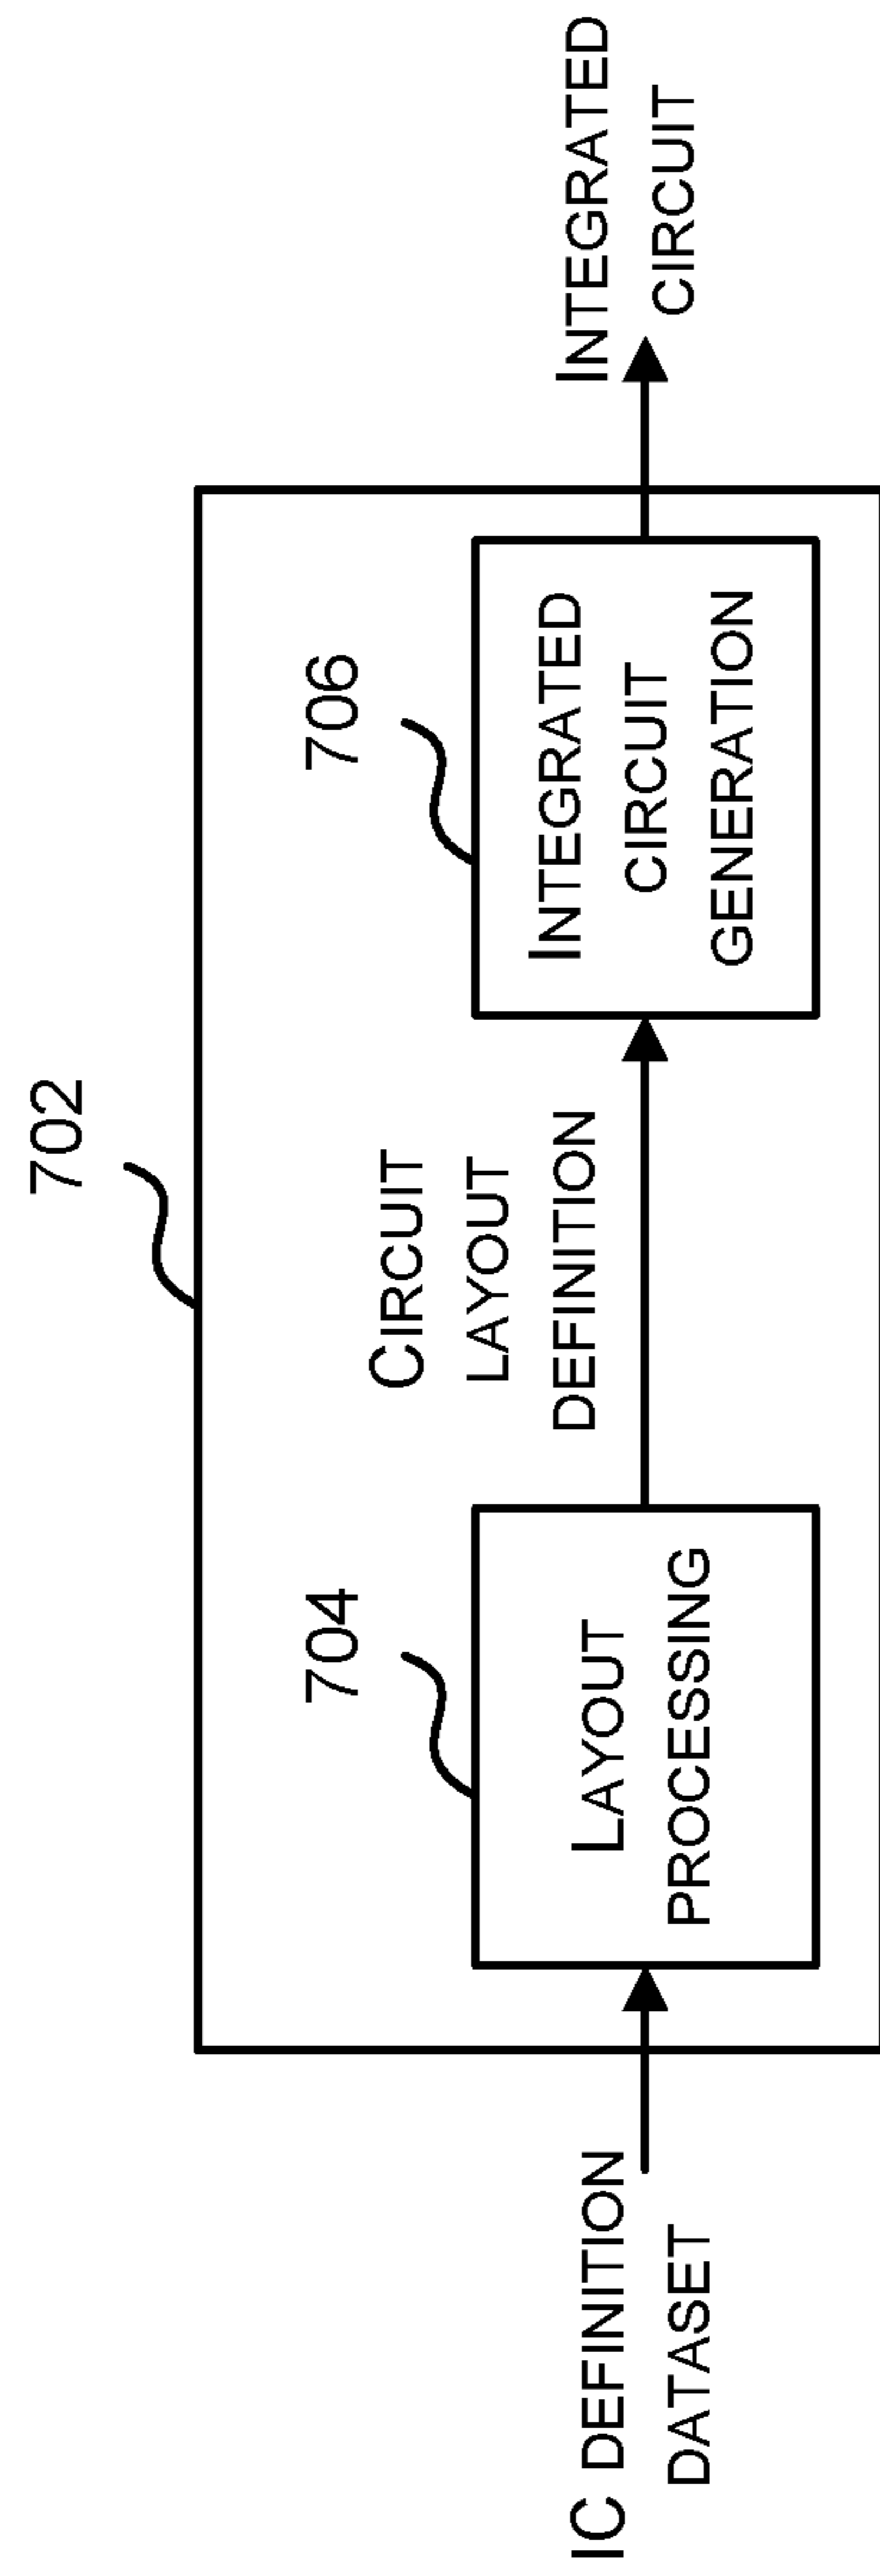 702
704
706
IC DEFINITION
DATASET
LAYOUT
PROCESSING
CIRCUIT
LAYOUT
DEFINITION
INTEGRATED
CIRCUIT
GENERATION
INTEGRATED
CIRCUIT